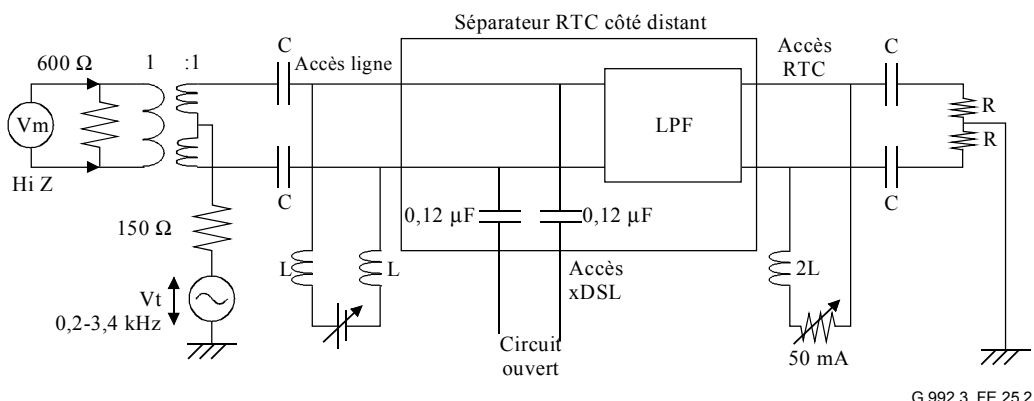 Séparateur RTC côté distant
600 Ω
1
:1
C
Accès ligne
Accès
RTC
C
Vm
LPF
R
R
Hi Z
C
C
150 Ω
0,12 µF
0,12 µF
L
L
Accès
xDSL
2L
Vt
0,2-3,4 kHz
Circuit
ouvert
50 mA
G.992.3_FE.25.2